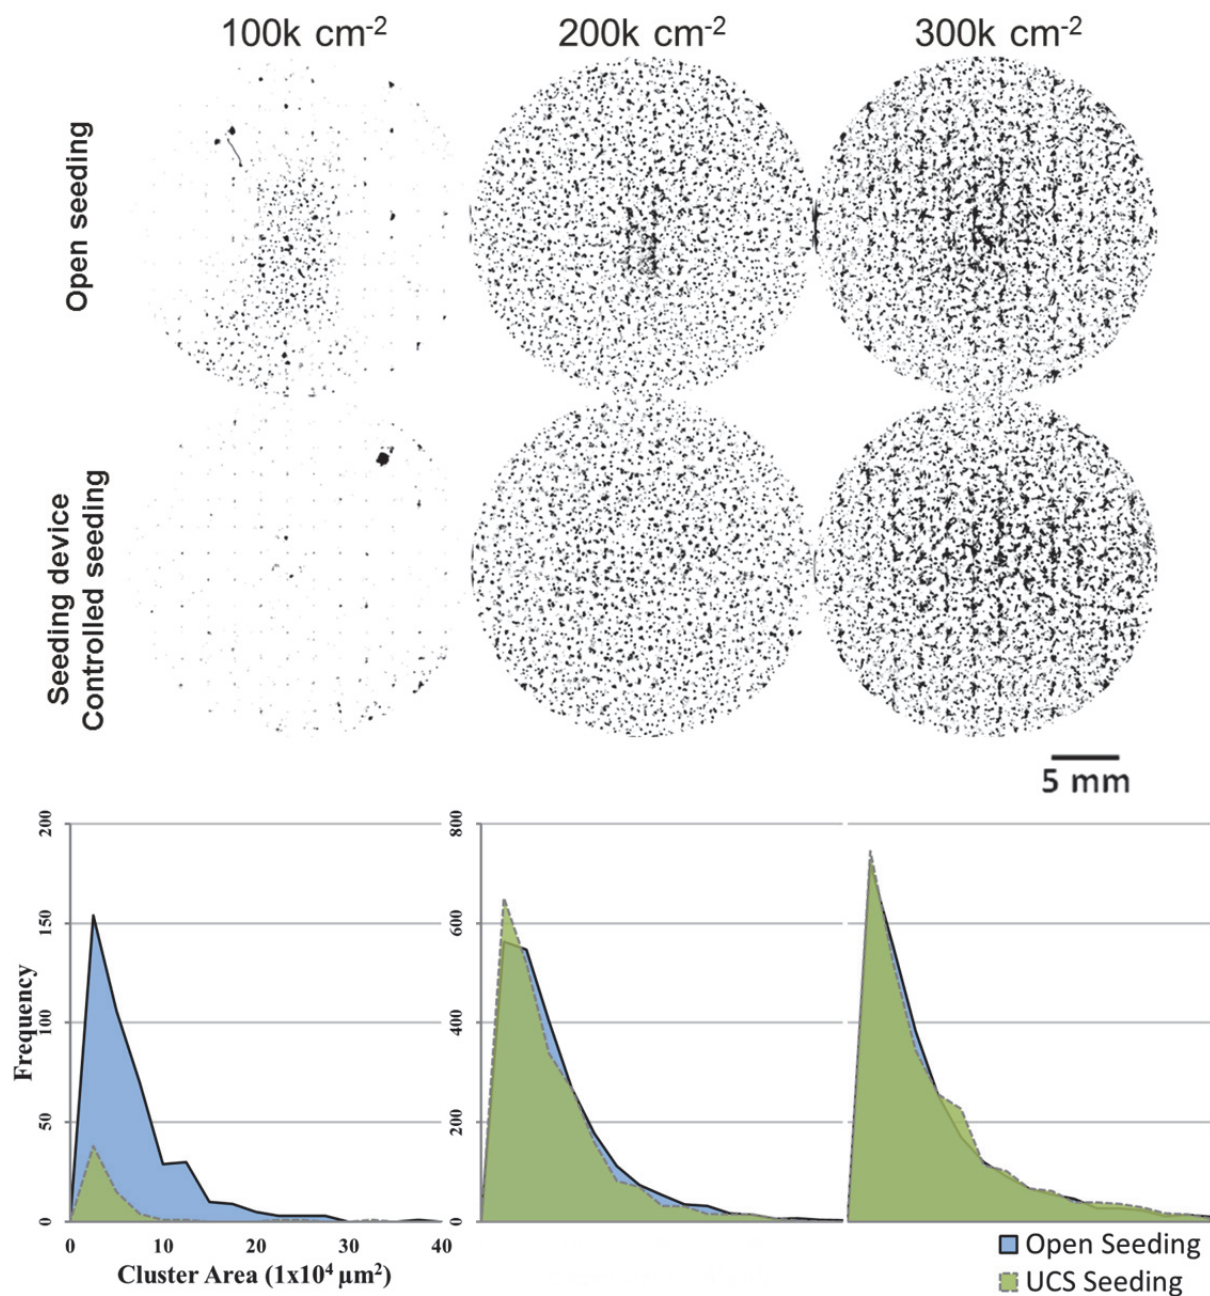 100k cm-2 200k cm-2 300k cm-2
Open seeding
Seeding device
Controlled seeding
5 mm
200
150
100
50
0
Frequency
0 10 20 30 40
Cluster Area (1x10⁴ µm²)
800
600
400
200
0
Open Seeding
UCS Seeding